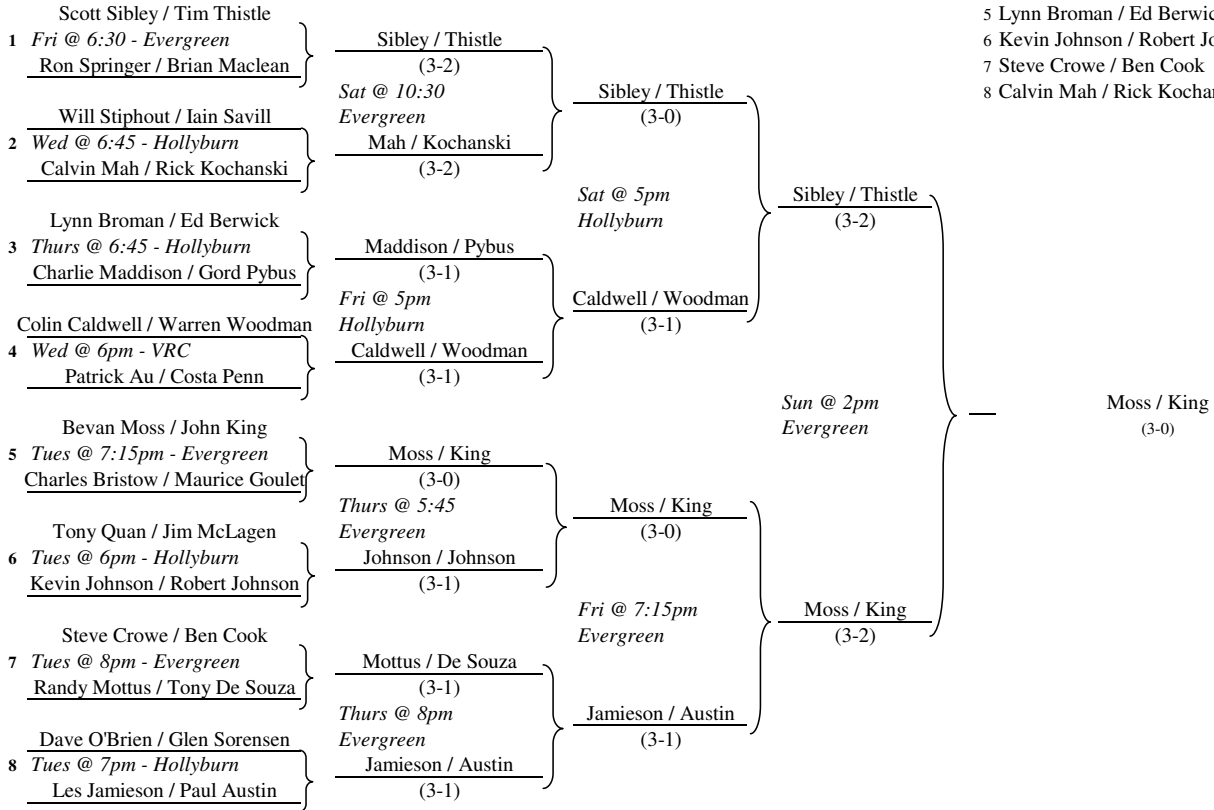 Scott Sibley / Tim Thistle
1 Fri @ 6:30 - Evergreen
Ron Springer / Brian Maclean
Will Stiphout / Iain Savill
2 Wed @ 6:45 - Hollyburn
Calvin Mah / Rick Kochanski
Lynn Broman / Ed Berwick
3 Thurs @ 6:45 - Hollyburn
Charlie Maddison / Gord Pybus
Colin Caldwell / Warren Woodman
4 Wed @ 6pm - VRC
Patrick Au / Costa Penn
Bevan Moss / John King
5 Tues @ 7:15pm - Evergreen
Charles Bristow / Maurice Goulet
Tony Quan / Jim McLagen
6 Tues @ 6pm - Hollyburn
Kevin Johnson / Robert Johnson
Steve Crowe / Ben Cook
7 Tues @ 8pm - Evergreen
Randy Mottus / Tony De Souza
Dave O'Brien / Glen Sorensen
8 Tues @ 7pm - Hollyburn
Les Jamieson / Paul Austin
Sibley / Thistle
(3-2)
Sat @ 10:30
Evergreen
Mah / Kochanski
(3-2)
Maddison / Pybus
(3-1)
Fri @ 5pm
Hollyburn
Caldwell / Woodman
(3-1)
Moss / King
(3-0)
Thurs @ 5:45
Evergreen
Johnson / Johnson
(3-1)
Mottus / De Souza
(3-1)
Thurs @ 8pm
Evergreen
Jamieson / Austin
(3-1)
Sibley / Thistle
(3-0)
Sat @ 5pm
Hollyburn
Caldwell / Woodman
(3-1)
Moss / King
(3-0)
Fri @ 7:15pm
Evergreen
Jamieson / Austin
(3-1)
Sibley / Thistle
(3-2)
Sun @ 2pm
Evergreen
Moss / King
(3-2)
Moss / King
(3-0)
5 Lynn Broman / Ed
6 Kevin Johnson / Robert
7 Steve Crowe / Ben Cook
8 Calvin Mah / Rick